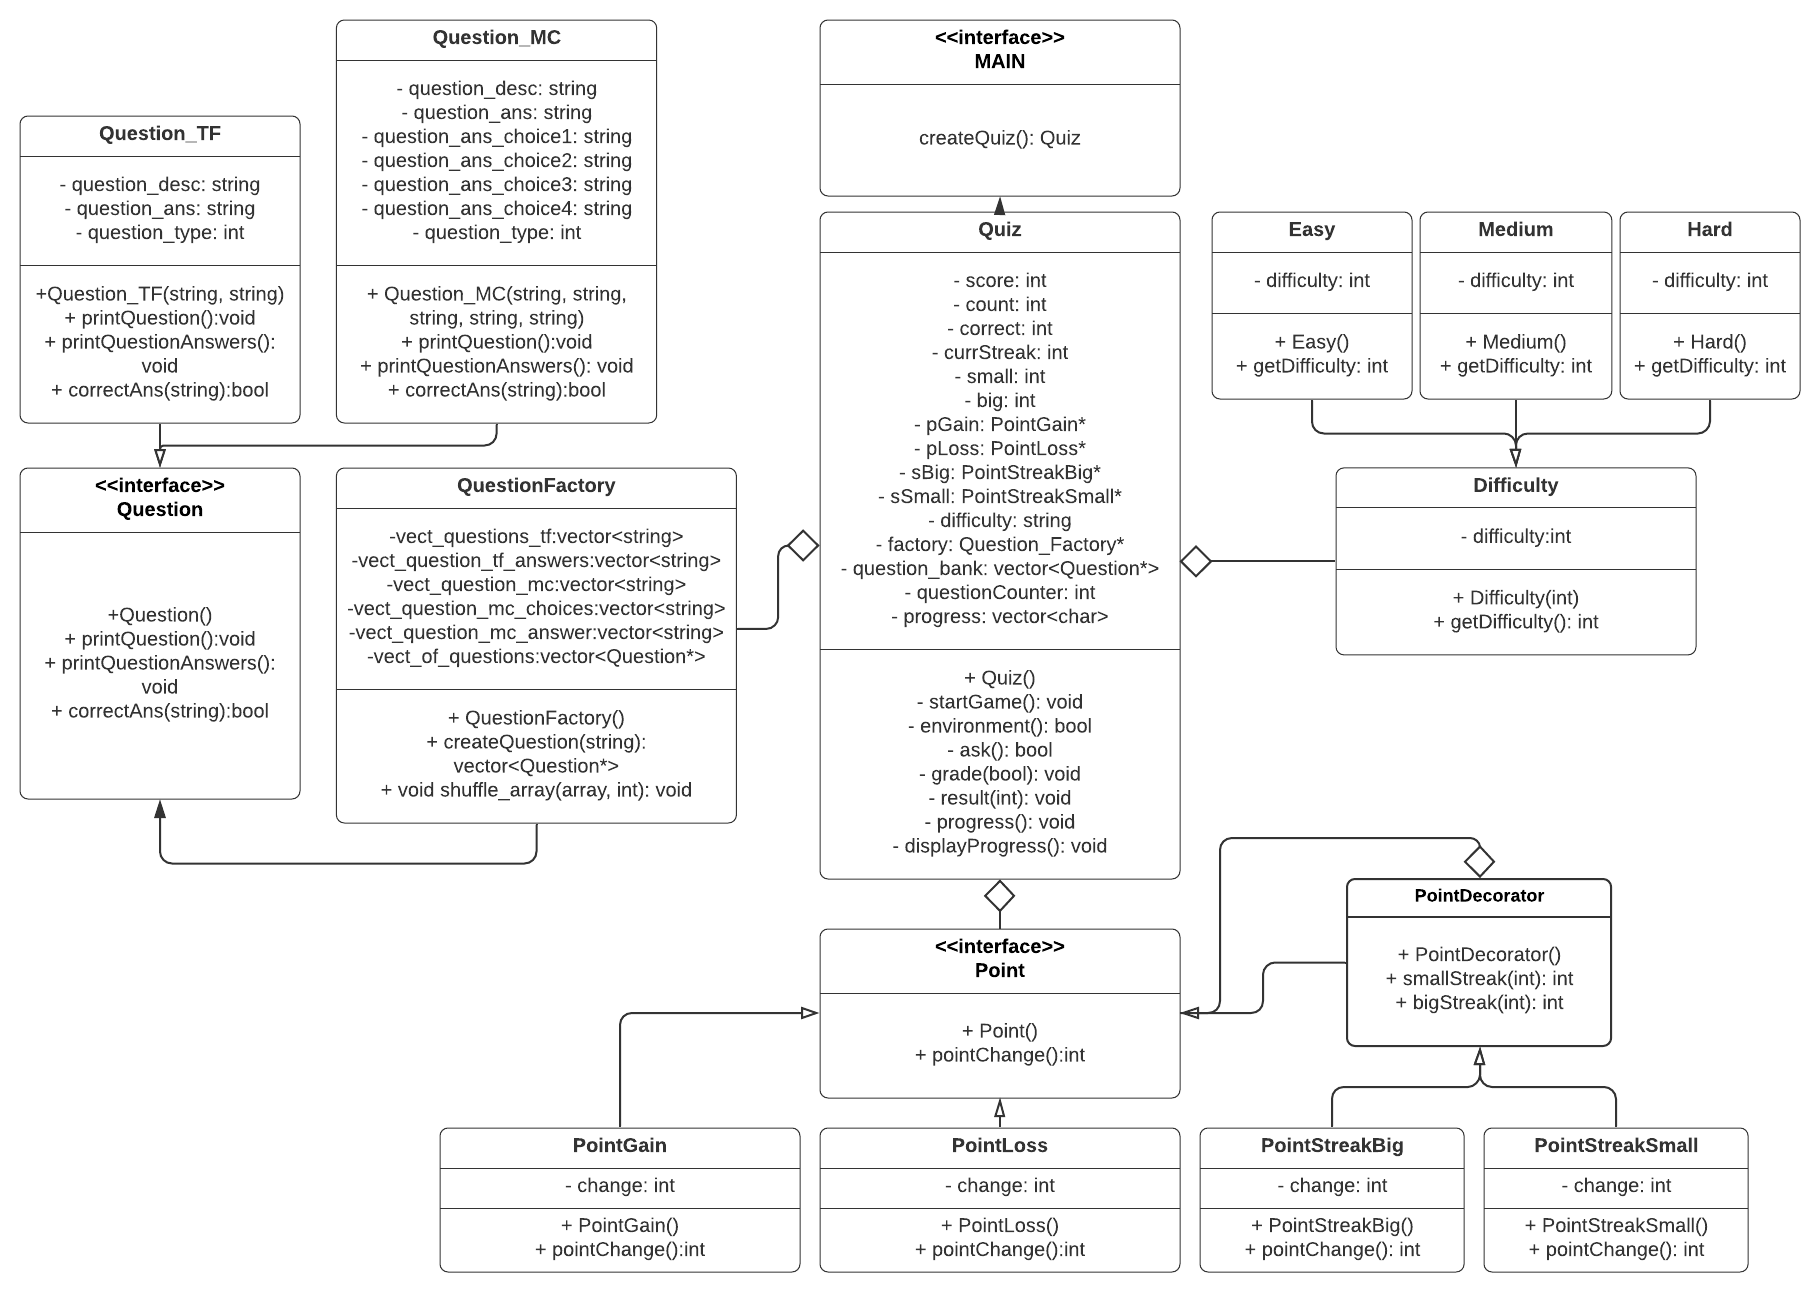 Question_MC
- question_desc: string
- question_ans: string
- question_ans_choice1: string
- question_ans_choice2: string
- question_ans_choice3: string
- question_ans_choice4: string
- question_type: int
+ Question_MC(string, string,
string, string, string)
+ printQuestion():void
+ printQuestionAnswers(): void
+ correctAns(string):bool
<<interface>>
MAIN
createQuiz(): Quiz
Question_TF
- question_desc: string
- question_ans: string
- question_type: int
+Question_TF(string, string)
+ printQuestion():void
+ printQuestionAnswers():
void
+ correctAns(string):bool
Quiz
- score: int
- count: int
- correct: int
- currStreak: int
- small: int
- big: int
- pGain: PointGain*
- pLoss: PointLoss*
- sBig: PointStreakBig*
- sSmall: PointStreakSmall*
- difficulty: string
- factory: Question_Factory*
- question_bank: vector<Question*>
- questionCounter: int
- progress: vector<char>
+ Quiz()
- startGame(): void
- environment(): bool
- ask(): bool
- grade(bool): void
- result(int): void
- progress(): void
- displayProgress(): void
Easy
- difficulty: int
+ Easy()
+ getDifficulty: int
Medium
- difficulty: int
+ Medium()
+ getDifficulty: int
Hard
- difficulty: int
+ Hard()
+ getDifficulty: int
<<interface>>
Question
+Question()
+ printQuestion():void
+ printQuestionAnswers():
void
+ correctAns(string):bool
QuestionFactory
-vect_questions_tf:vector<string>
-vect_question_tf_answers:vector<string>
-vect_question_mc:vector<string>
-vect_question_mc_choices:vector<string>
-vect_question_mc_answer:vector<string>
-vect_of_questions:vector<Question*>
+ QuestionFactory()
+ createQuestion(string):
vector<Question*>
+ void shuffle_array(array, int): void
Difficulty
- difficulty:int
+ Difficulty(int)
+ getDifficulty(): int
<<interface>>
Point
+ Point()
+ pointChange():int
PointDecorator
+ PointDecorator()
+ smallStreak(int): int
+ bigStreak(int): int
PointGain
- change: int
+ PointGain()
+ pointChange():int
PointLoss
- change: int
+ PointLoss()
+ pointChange():int
PointStreakBig
- change: int
+ PointStreakBig()
+ pointChange(): int
PointStreakSmall
- change: int
+ PointStreakSmall()
+ pointChange(): int